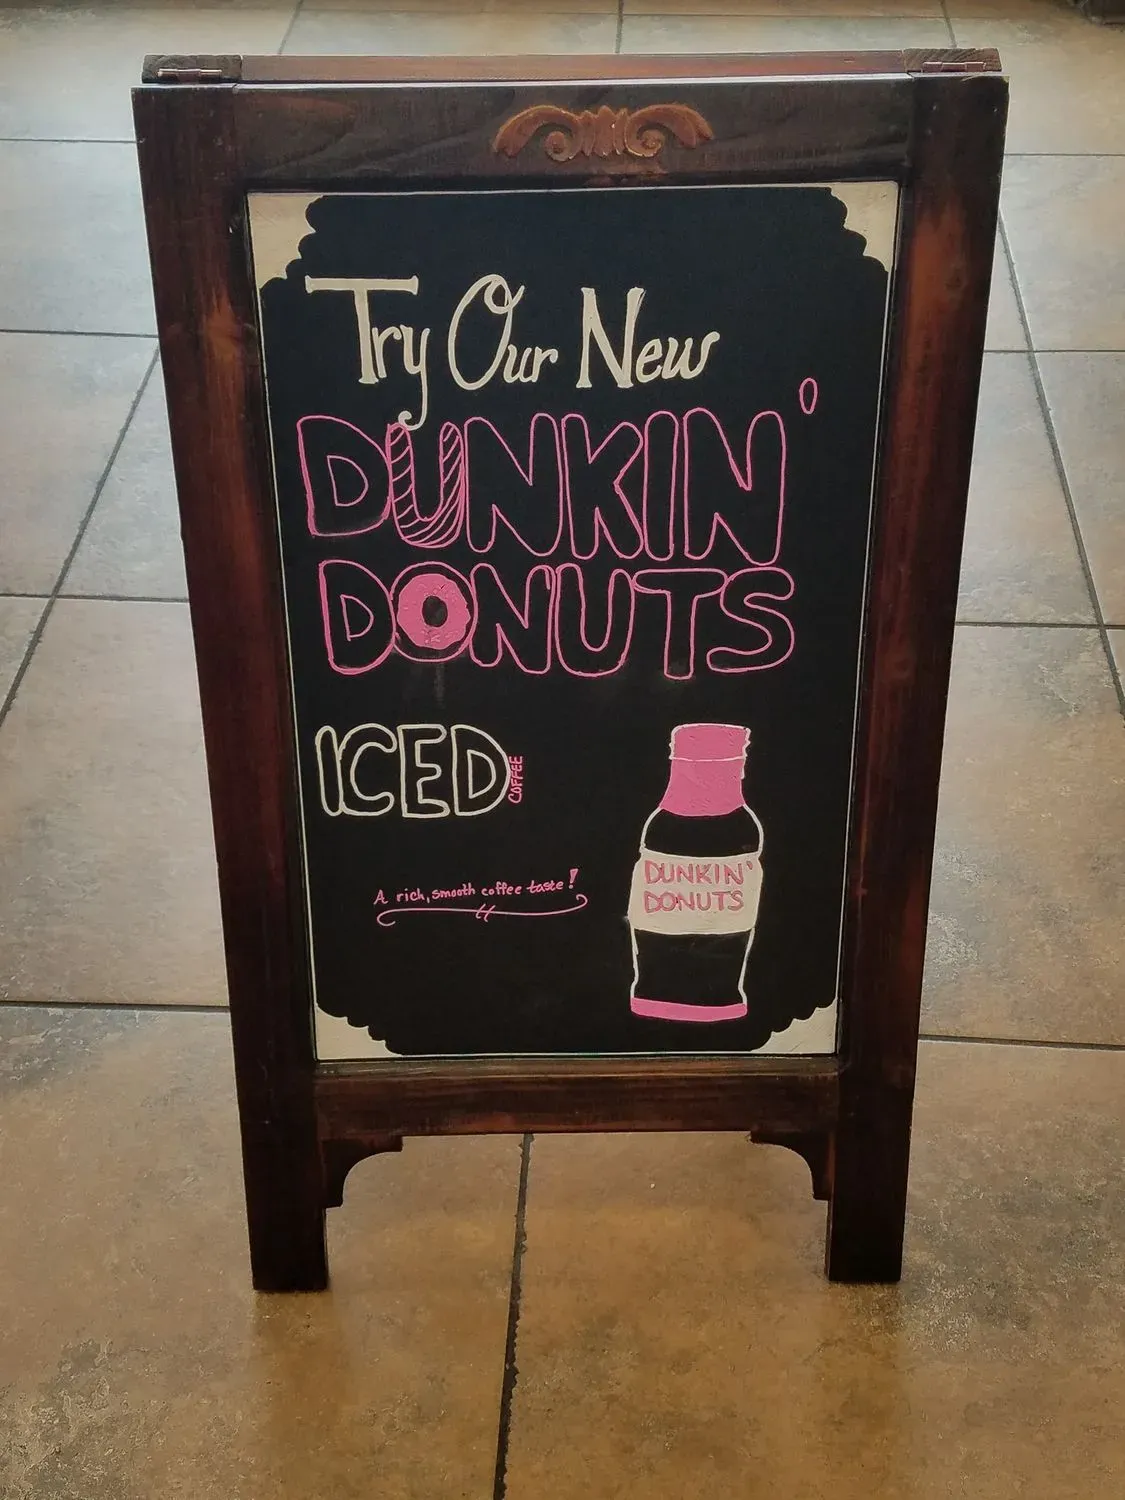 Try Our New
DUNKIN'
DONUTS
ICED COFFEE
A rich, smooth coffee taste!
DUNKIN'
DONUTS